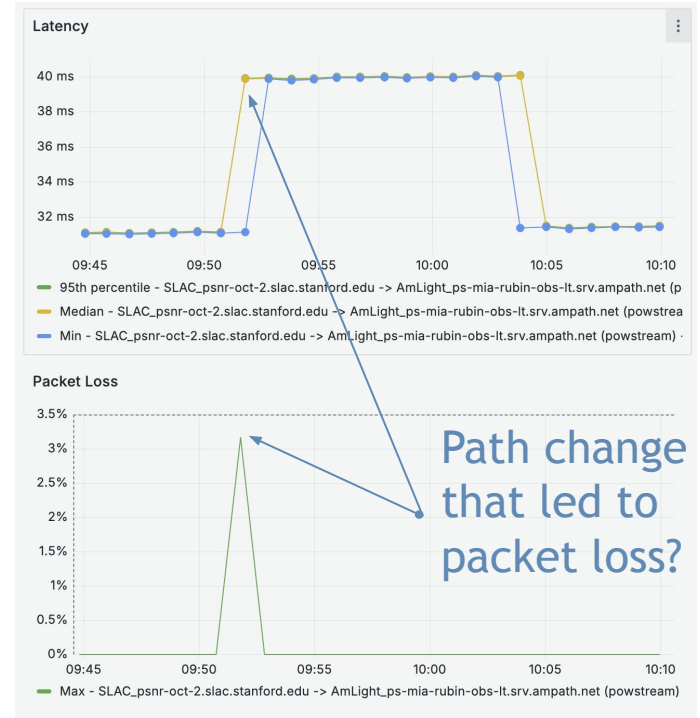 Latency
40 ms
38 ms
36 ms
34 ms
32 ms
09:45 09:50 09:55 10:00 10:05 10:10
95th percentile - SLAC_psnr-oct-2.slac.stanford.edu -> AmLight_ps-mia-rubin-obs-lt.srv.ampath.net (p
Median - SLAC_psnr-oct-2.slac.stanford.edu -> AmLight_ps-mia-rubin-obs-lt.srv.ampath.net (powstrea
Min - SLAC_psnr-oct-2.slac.stanford.edu -> AmLight_ps-mia-rubin-obs-lt.srv.ampath.net (powstream) -
Packet Loss
3.5%
3%
2.5%
2%
1.5%
1%
0.5%
0%
Path change
that led to
packet loss?
09:45 09:50 09:55 10:00 10:05 10:10
Max - SLAC_psnr-oct-2.slac.stanford.edu -> AmLight_ps-mia-rubin-obs-lt.srv.ampath.net (powstream)